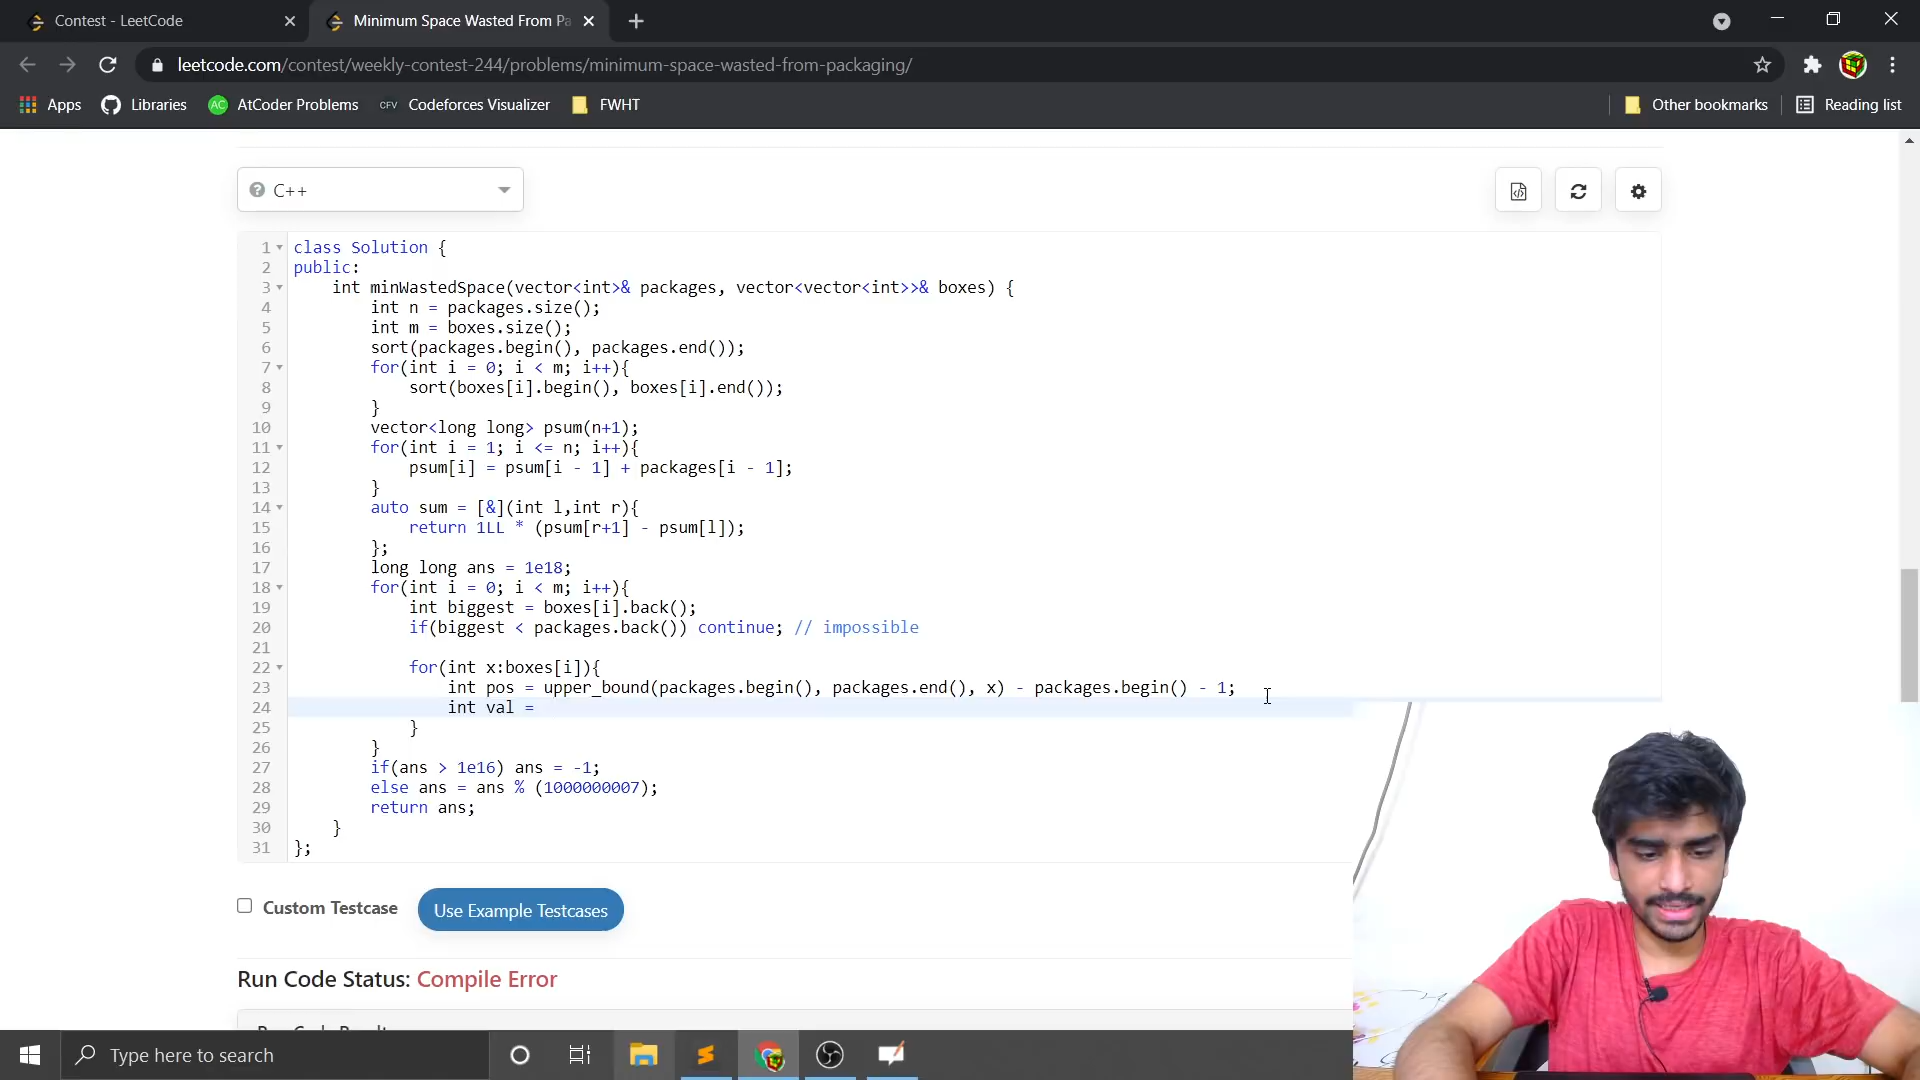 Contest - LeetCode
Minimum Space Wasted From Pa
leetcode.com/contest/weekly-contest-244/problems/minimum-space-wasted-from-packaging/
Apps
Libraries
AC
AtCoder Problems
CFV
Codeforces Visualizer
FWHT
Other bookmarks
Reading list
C++
1 class Solution {
2 public:
3 int minWastedSpace(vector<int>& packages, vector<vector<int>>& boxes) {
4 int n = packages.size();
5 int m = boxes.size();
6 sort(packages.begin(), packages.end());
7 for(int i = 0; i < m; i++){
8 sort(boxes[i].begin(), boxes[i].end());
9 }
10 vector<long long> psum(n+1);
11 for(int i = 1; i <= n; i++){
12 psum[i] = psum[i - 1] + packages[i - 1];
13 }
14 auto sum = [&](int l,int r){
15 return 1LL * (psum[r+1] - psum[l]);
16 };
17 long long ans = 1e18;
18 for(int i = 0; i < m; i++){
19 int biggest = boxes[i].back();
20 if(biggest < packages.back()) continue; // impossible
21
22 for(int x:boxes[i]){
23 int pos = upper_bound(packages.begin(), packages.end(), x) - packages.begin() - 1;
24 int val =
25 }
26 }
27 if(ans > 1e16) ans = -1;
28 else ans = ans % (1000000007);
29 return ans;
30 }
31 };
Custom Testcase
Use Example Testcases
Run Code Status: Compile Error
Type here to search